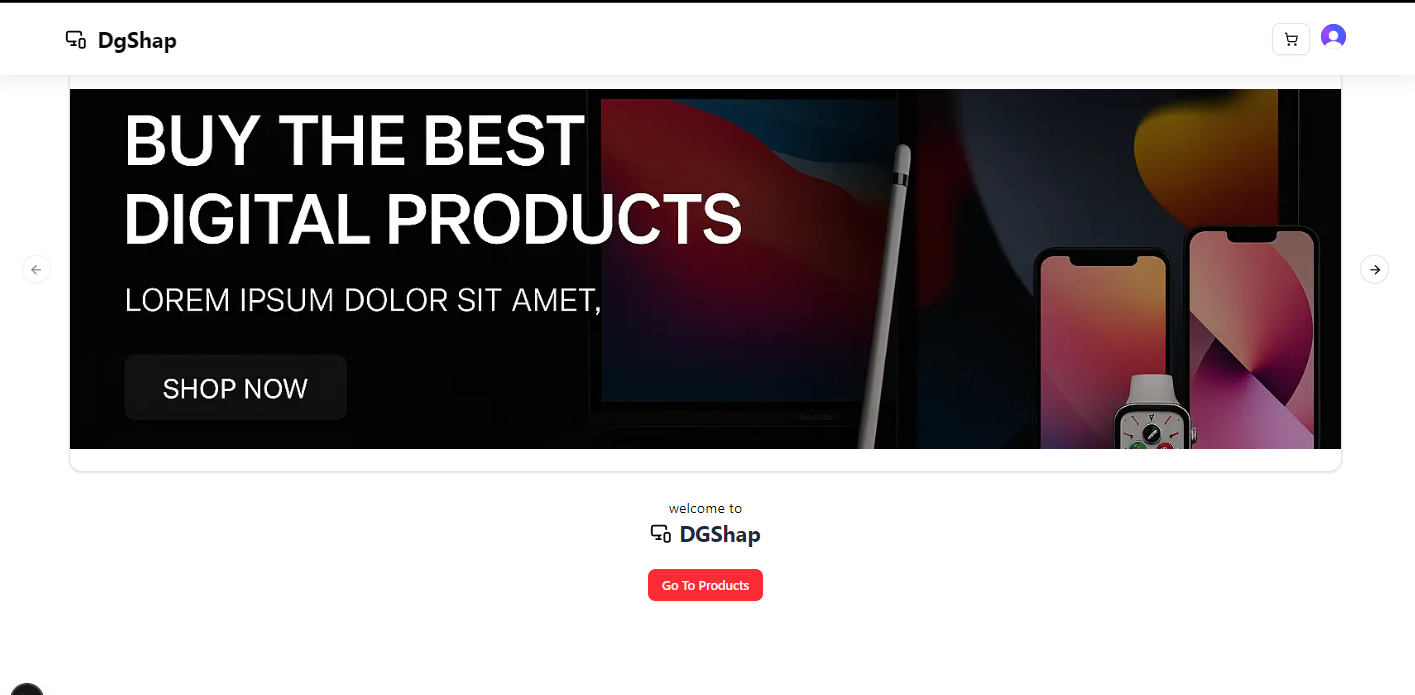 DgShap
BUY THE BEST
DIGITAL PRODUCTS
LOREM IPSUM DOLOR SIT AMET,
SHOP NOW
welcome to
DGShap
Go To Products